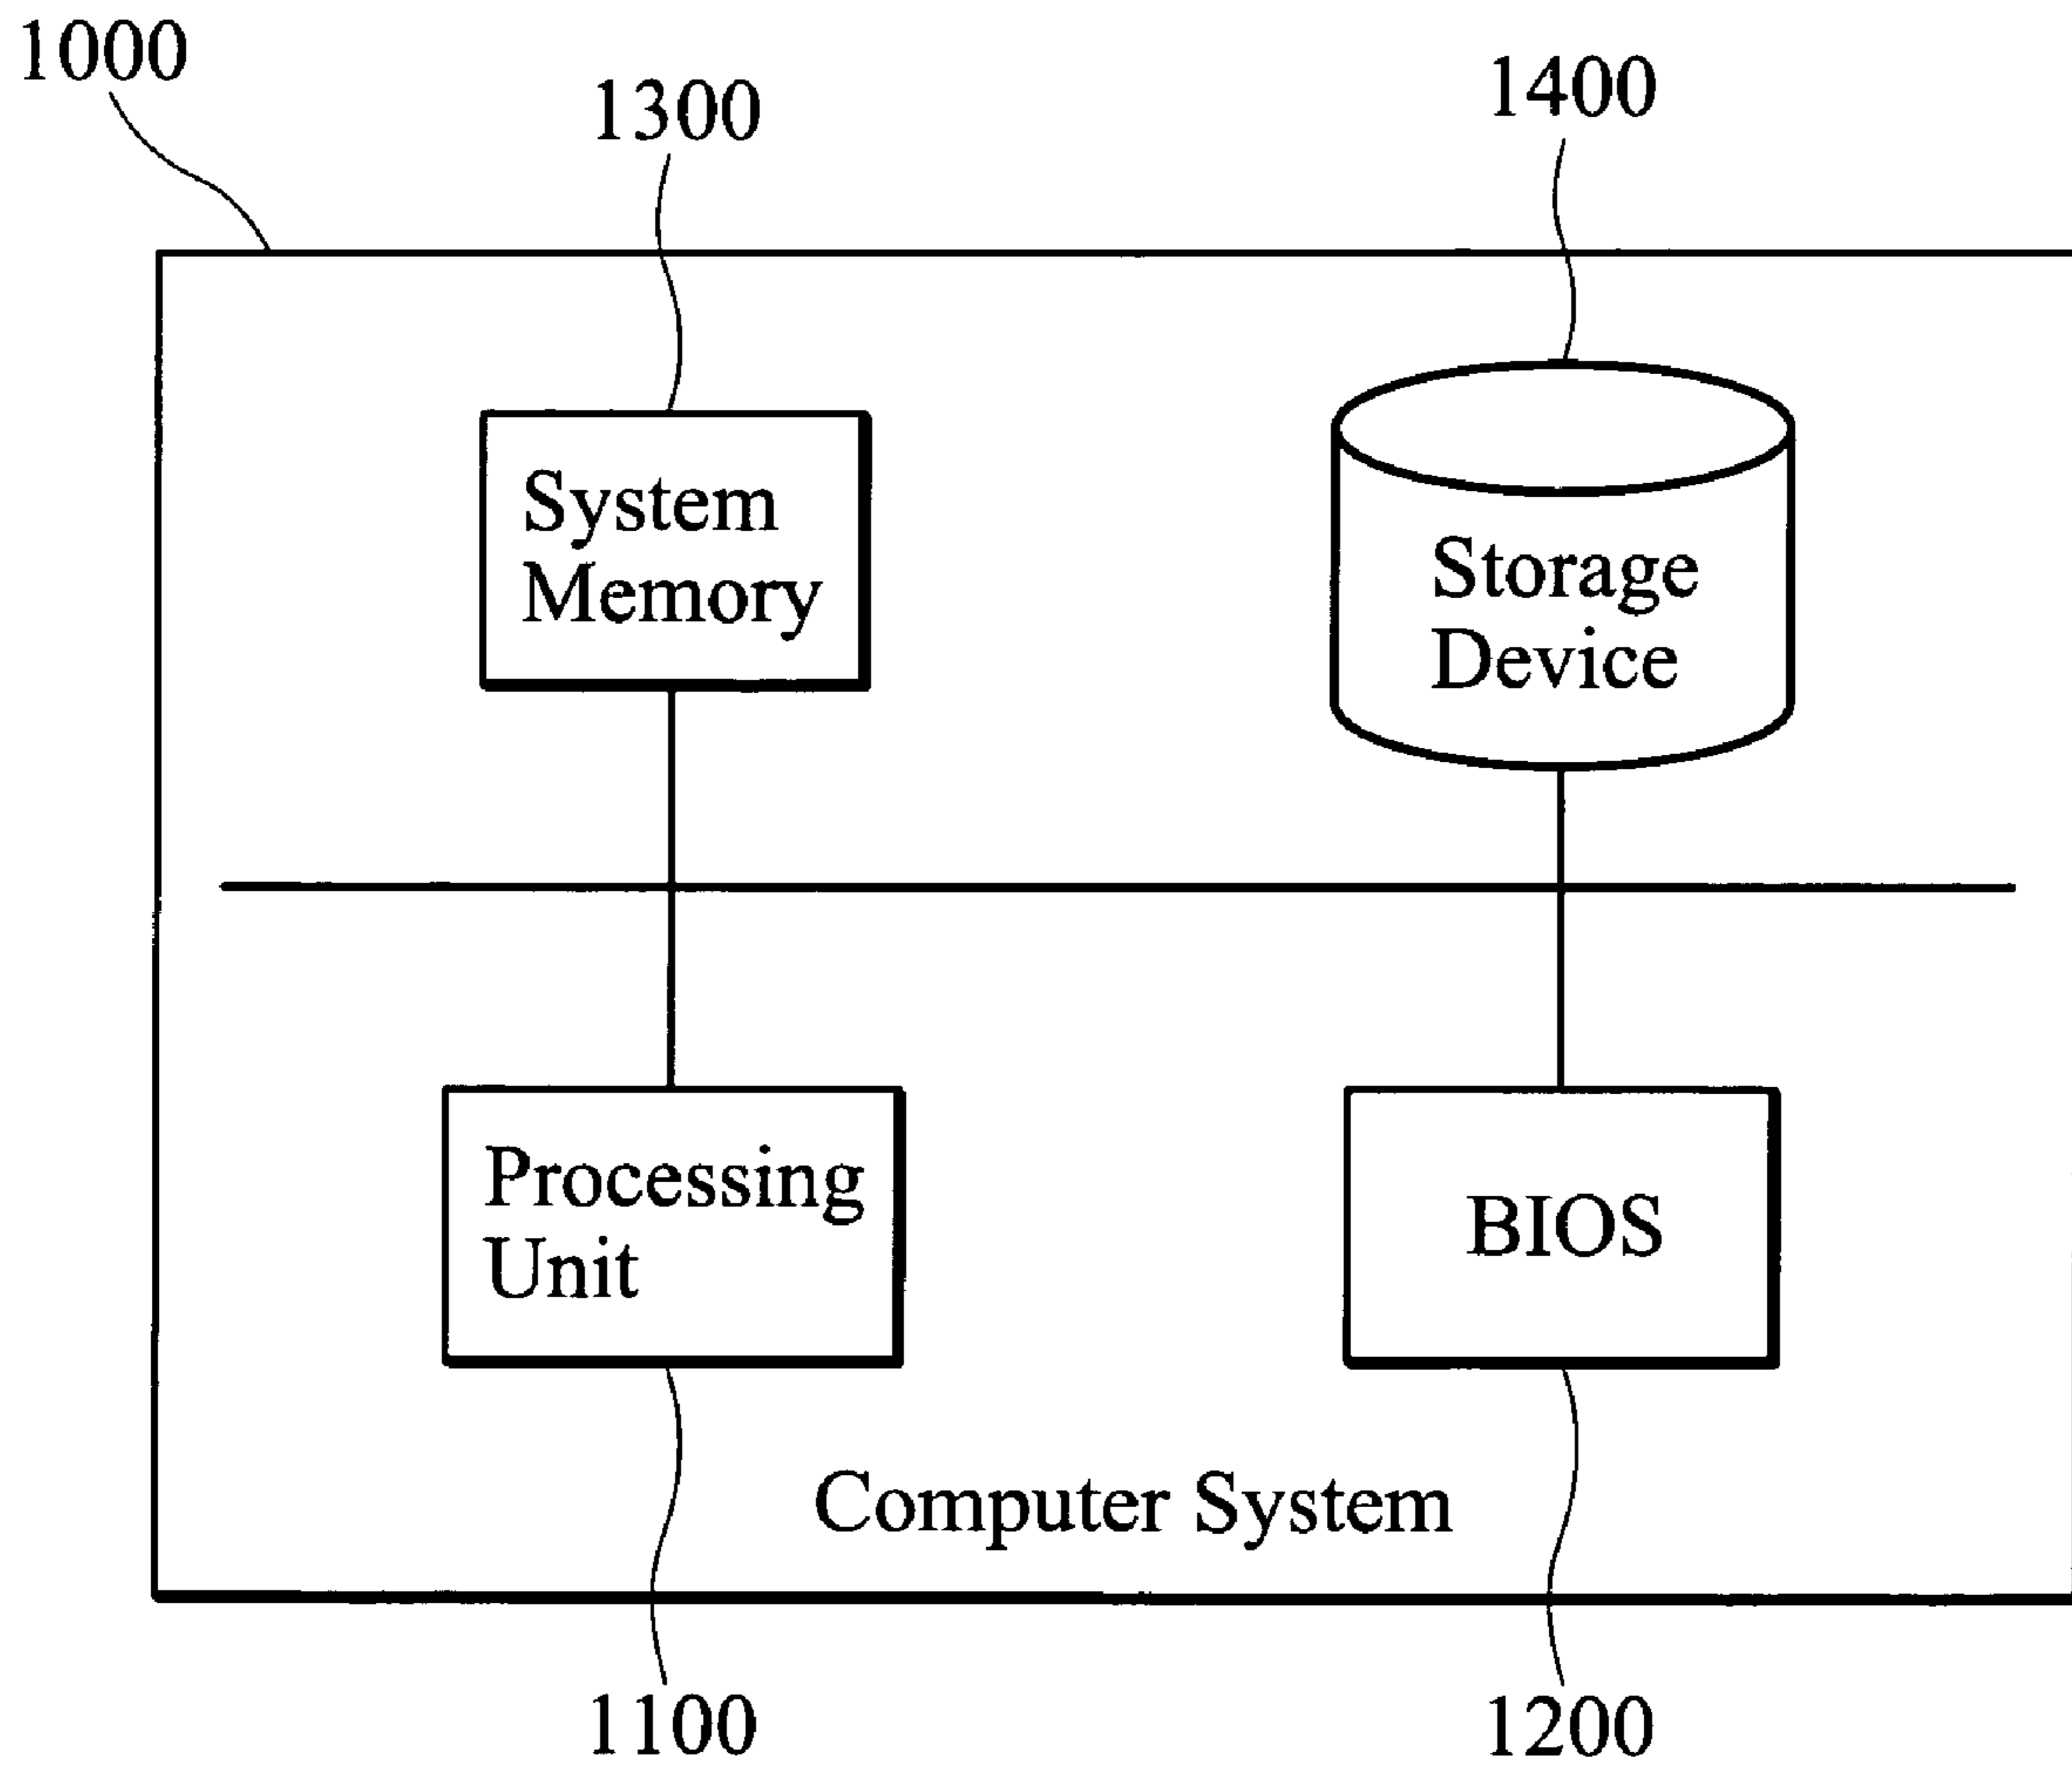 1000
1300
1400
System
Memory
Storage
Device
Processing
Unit
BIOS
Computer System
1100
1200